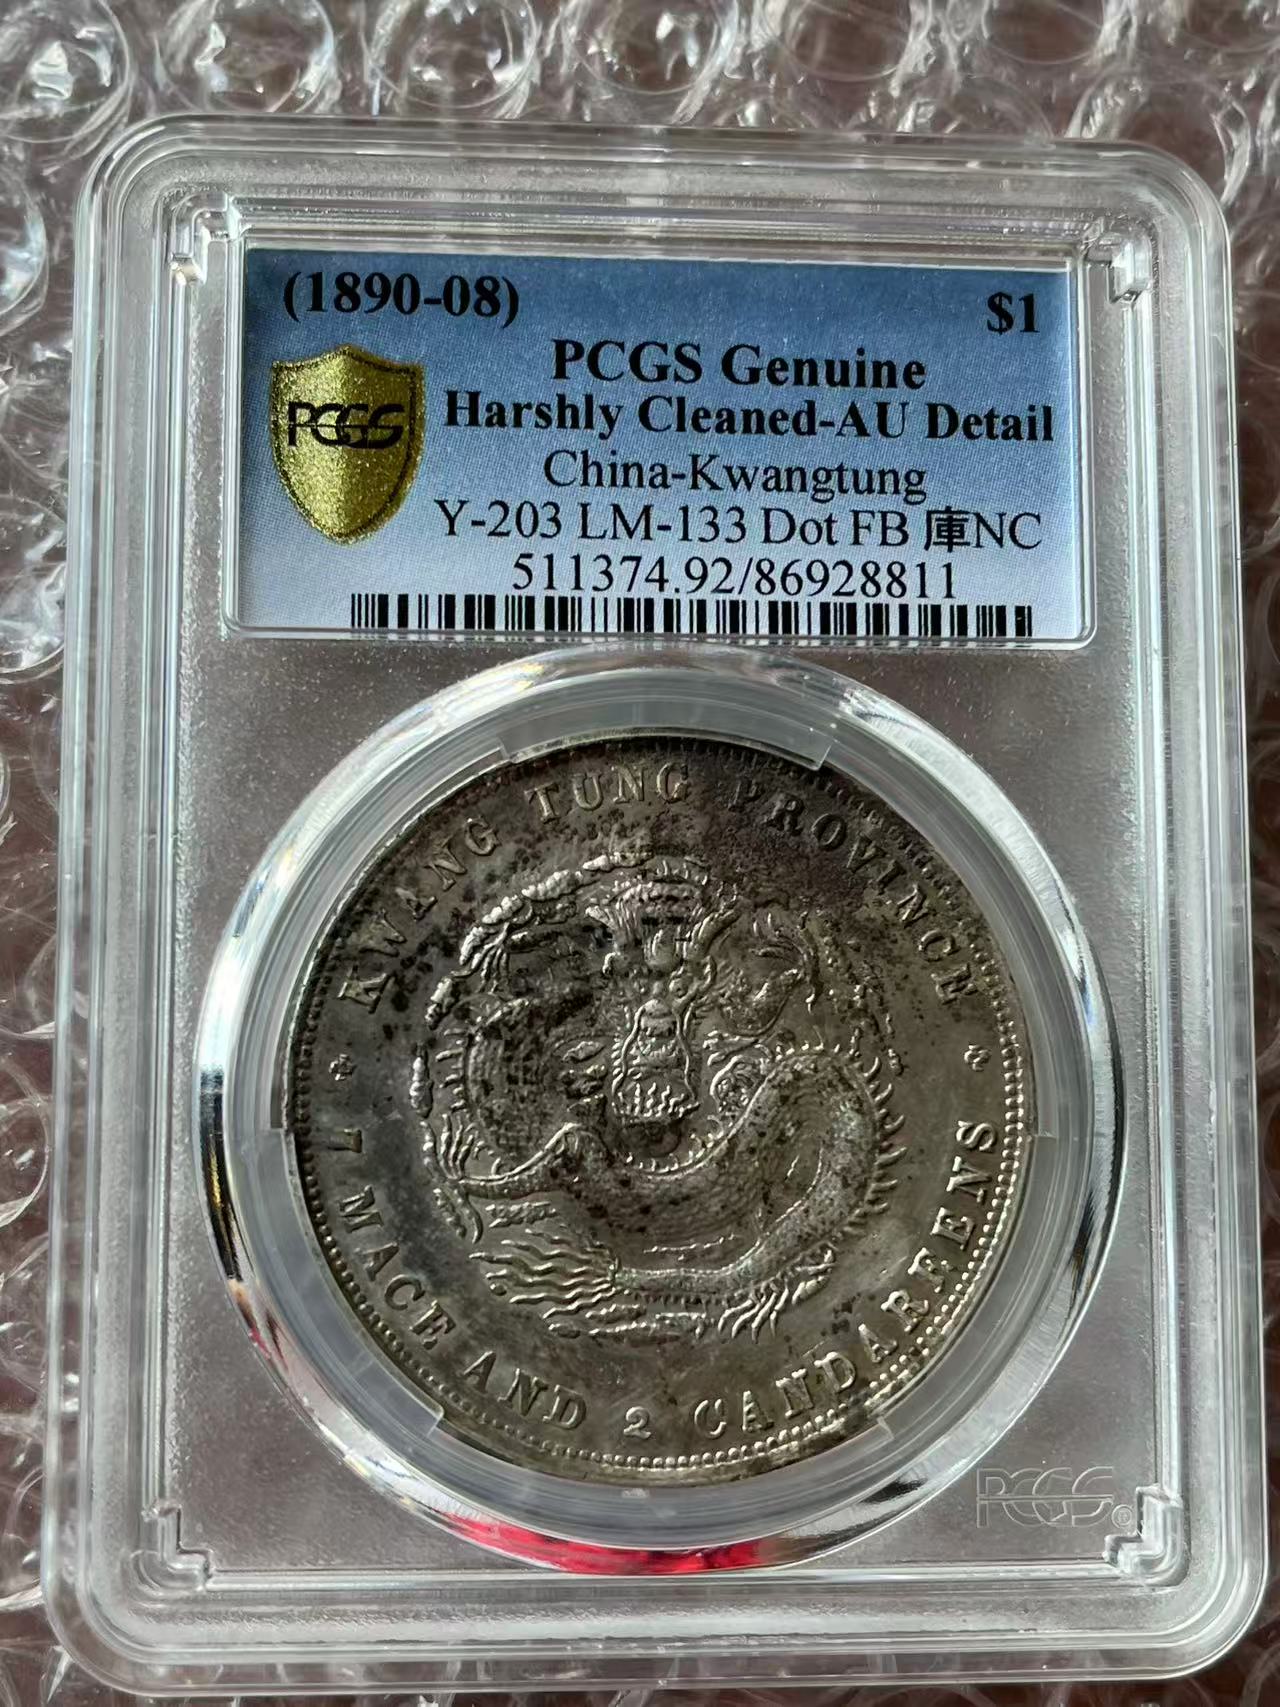 (1890-08) $1
PCGS Genuine
PCGS
Harshly Cleaned-AU Detail
China-Kwangtung
Y-203 LM-133 Dot FB 庫NC
511374.92/86928811
KWANG TUNG PROVINCE
7 MACE AND 2 CANDAREENS
PCGS®